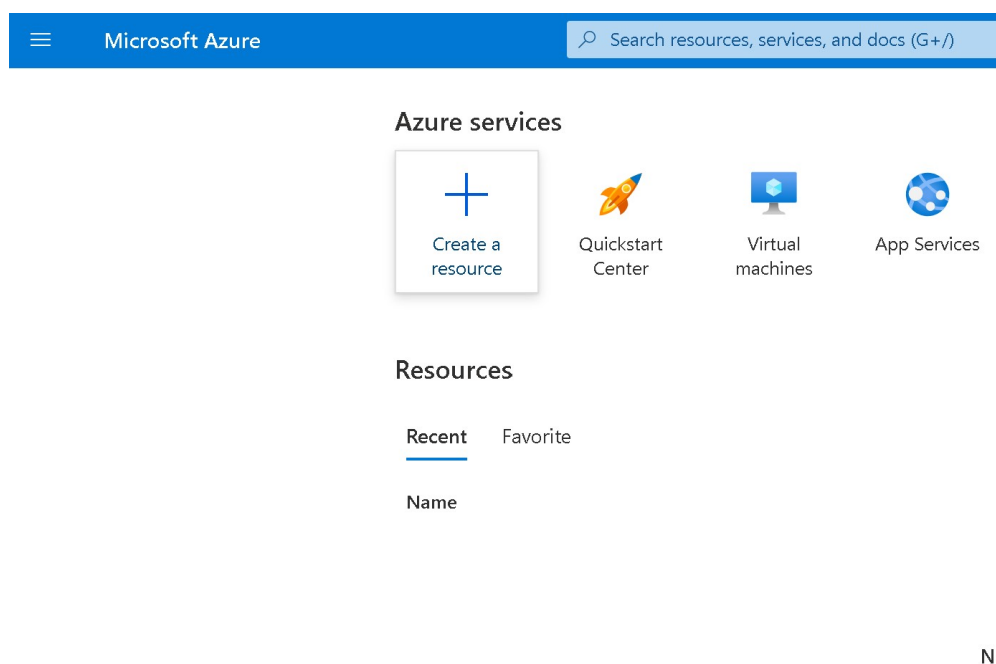 Microsoft Azure
Search resources, services, and docs (G+/)
Azure services
Create a
resource
Quickstart
Center
Virtual
machines
App Services
Resources
Recent Favorite
Name
N